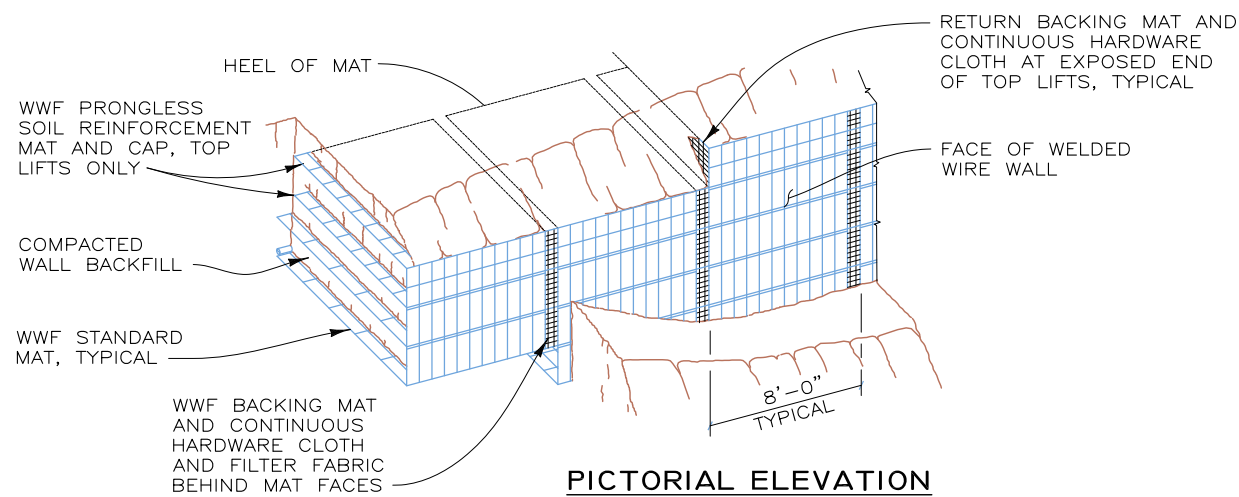 RETURN BACKING MAT AND
CONTINUOUS HARDWARE
CLOTH AT EXPOSED END
OF TOP LIFTS, TYPICAL
HEEL OF MAT
WWF PRONGLESS
SOIL REINFORCEMENT
MAT AND CAP, TOP
LIFTS ONLY
FACE OF WELDED
WIRE WALL
COMPACTED
WALL BACKFILL
WWF STANDARD
MAT, TYPICAL
8'-0"
TYPICAL
WWF BACKING MAT
AND CONTINUOUS
HARDWARE CLOTH
AND FILTER FABRIC
BEHIND MAT FACES
PICTORIAL ELEVATION